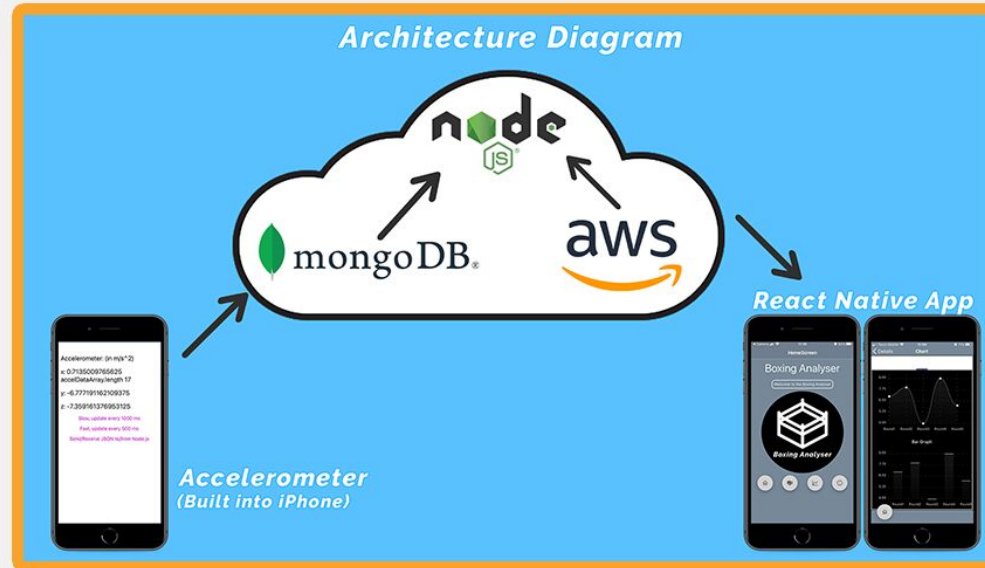 Architecture Diagram
node
JS
mongoDB.
aws
React Native App
Accelerometer: (in m/s^2)
x: 0.7135009765625
accelDataArray.length 17
y: -6.777191162109375
z: -7.359161376953125
Slow, update every 1000 ms
Fast, update every 500 ms
Send/Receive JSON to/from Node.js
Accelerometer
(Built into iPhone)
HomeScreen
Boxing Analyser
Welcome to the Boxing Analyser
Boxing Analyser
Details
Chart
Bar Graph